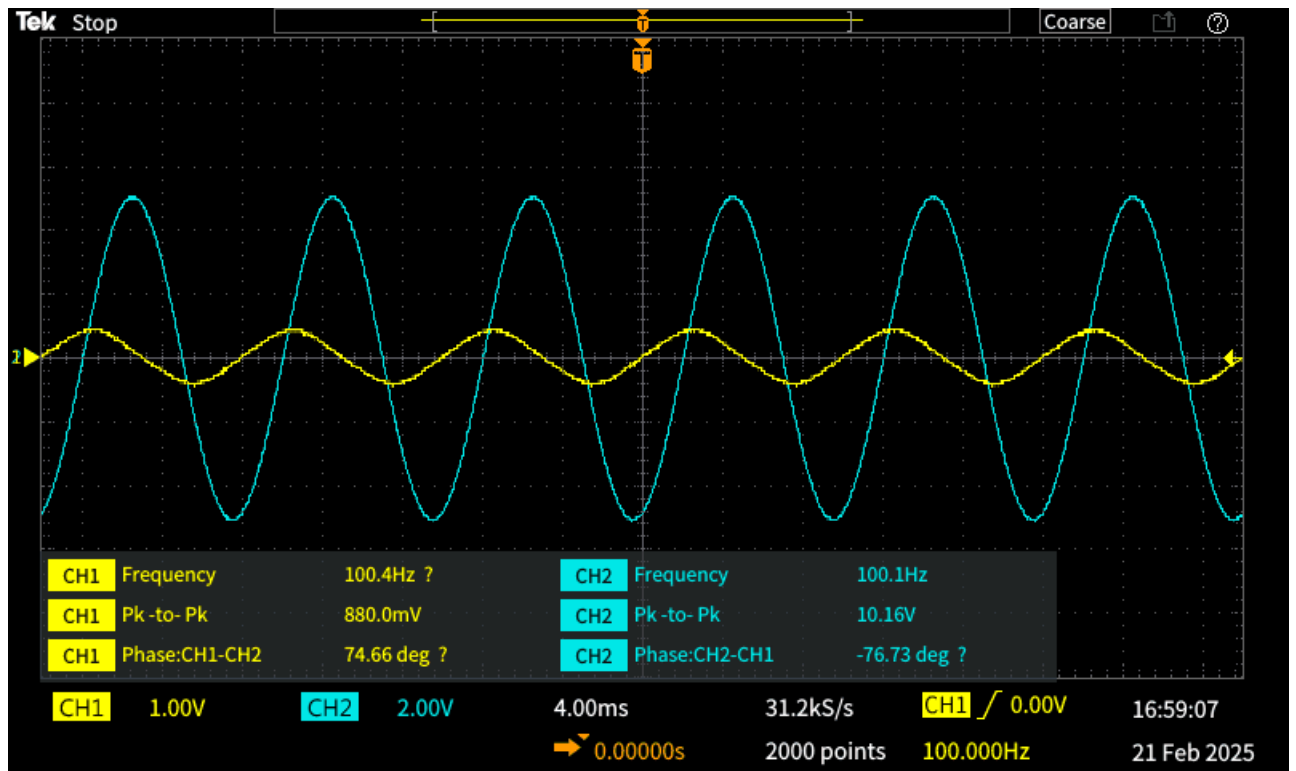 Tek Stop T Coarse ?
T
CH1 Frequency 100.4Hz ? CH2 Frequency 100.1Hz
CH1 Pk -to- Pk 880.0mV CH2 Pk -to- Pk 10.16V
CH1 Phase:CH1-CH2 74.66 deg ? CH2 Phase:CH2-CH1 -76.73 deg ?
CH1 1.00V CH2 2.00V 4.00ms 31.2kS/s CH1 0.00V 16:59:07
0.00000s 2000 points 100.000Hz 21 Feb 2025